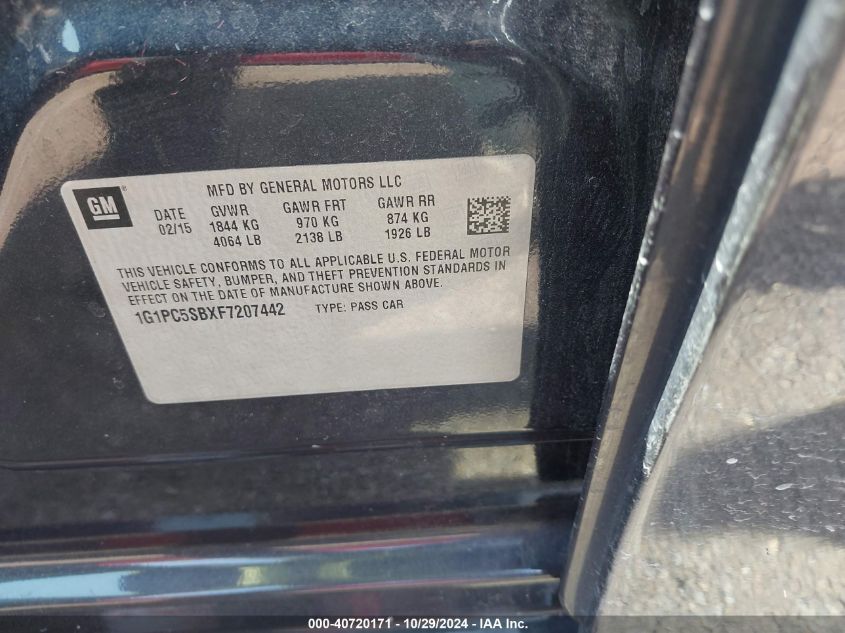 GM
MFD BY GENERAL MOTORS LLC
DATE GVWR GAWR FRT GAWR RR
02/15 1844 KG 970 KG 874 KG
4064 LB 2138 LB 1926 LB
THIS VEHICLE CONFORMS TO ALL APPLICABLE U.S. FEDERAL MOTOR
VEHICLE SAFETY, BUMPER, AND THEFT PREVENTION STANDARDS IN
EFFECT ON THE DATE OF MANUFACTURE SHOWN ABOVE.
1G1PC5SBXF7207442 TYPE: PASS CAR
000-40720171 - 10/29/2024 - IAA Inc.